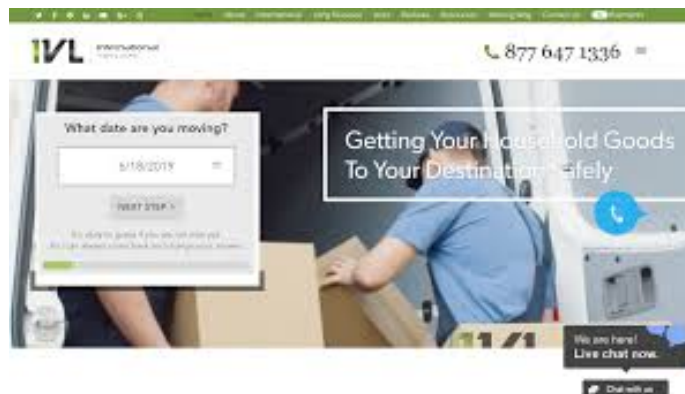 Home About International Long Distance Auto Reviews Resources Moving Blog Contact Us
IVL International
877 647 1336
What date are you moving?
6/18/2019
NEXT STEP >
Getting Your Household Goods
To Your Destination Safely
We are here!
Live chat now.
Chat with us